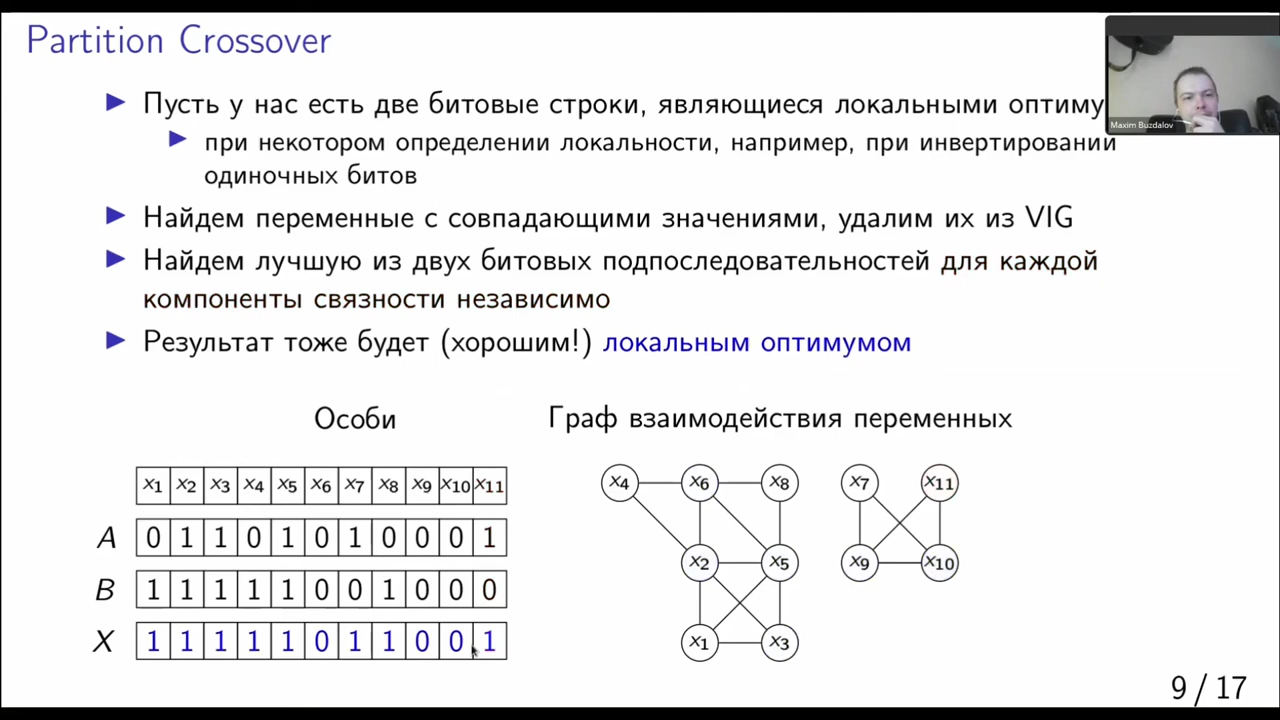 Partition Crossover
Пусть у нас есть две битовые строки, являющиеся локальными оптиму
Maxim Buzdalov
при некотором определении локальности, например, при инвертировании
одиночных битов
Найдем переменные с совпадающими значениями, удалим их из VIG
Найдем лучшую из двух битовых подпоследовательностей для каждой
компоненты связности независимо
Результат тоже будет (хорошим!) локальным оптимумом
Особи
Граф взаимодействия переменных
x1 x2 x3 x4 x5 x6 x7 x8 x9 x10 x11
A 0 1 1 0 1 0 1 0 0 0 1
B 1 1 1 1 1 0 0 1 0 0 0
X 1 1 1 1 1 0 1 1 0 0 1
x4 x6 x8 x7 x11
x2 x5 x9 x10
x1 x3
9 / 17